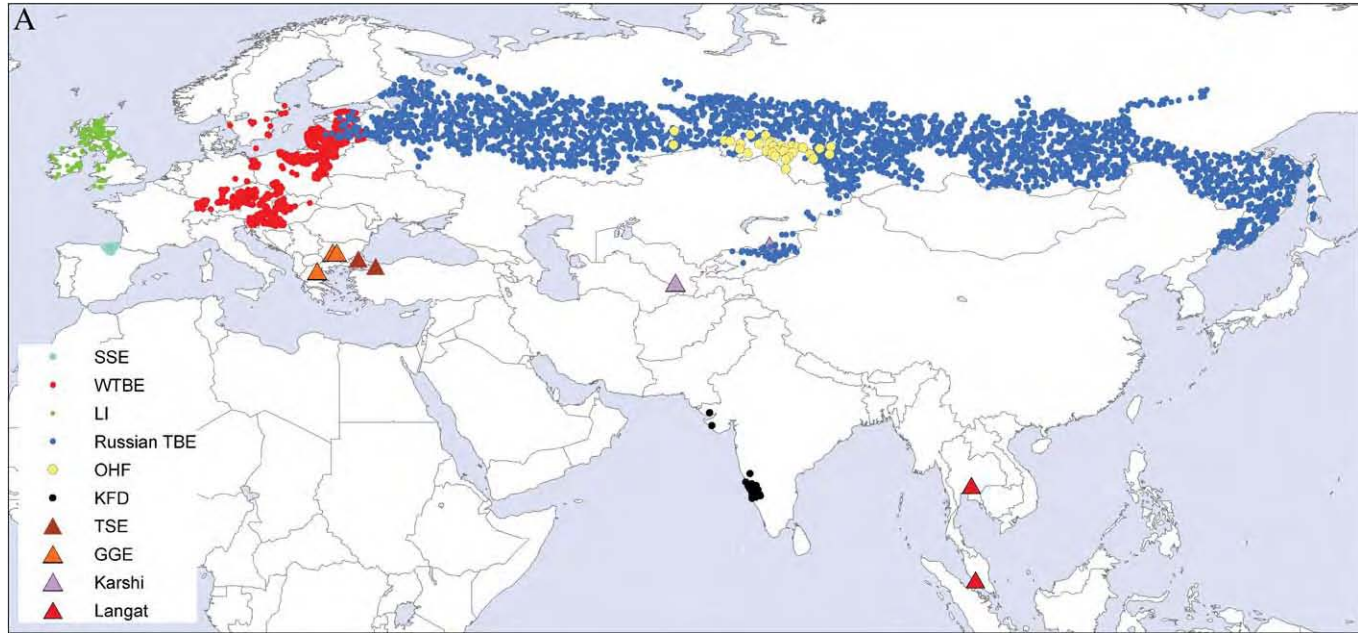 A
SSE
WTBE
LI
Russian TBE
OHF
KFD
TSE
GGE
Karshi
Langat